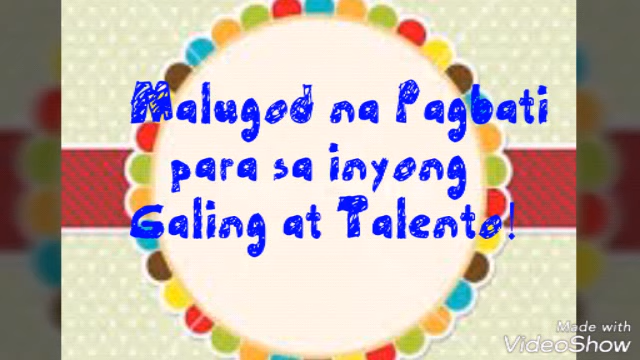 Malugod na Pagbati
para sa inyong
Galing at Talento!
Made with
VideoShow